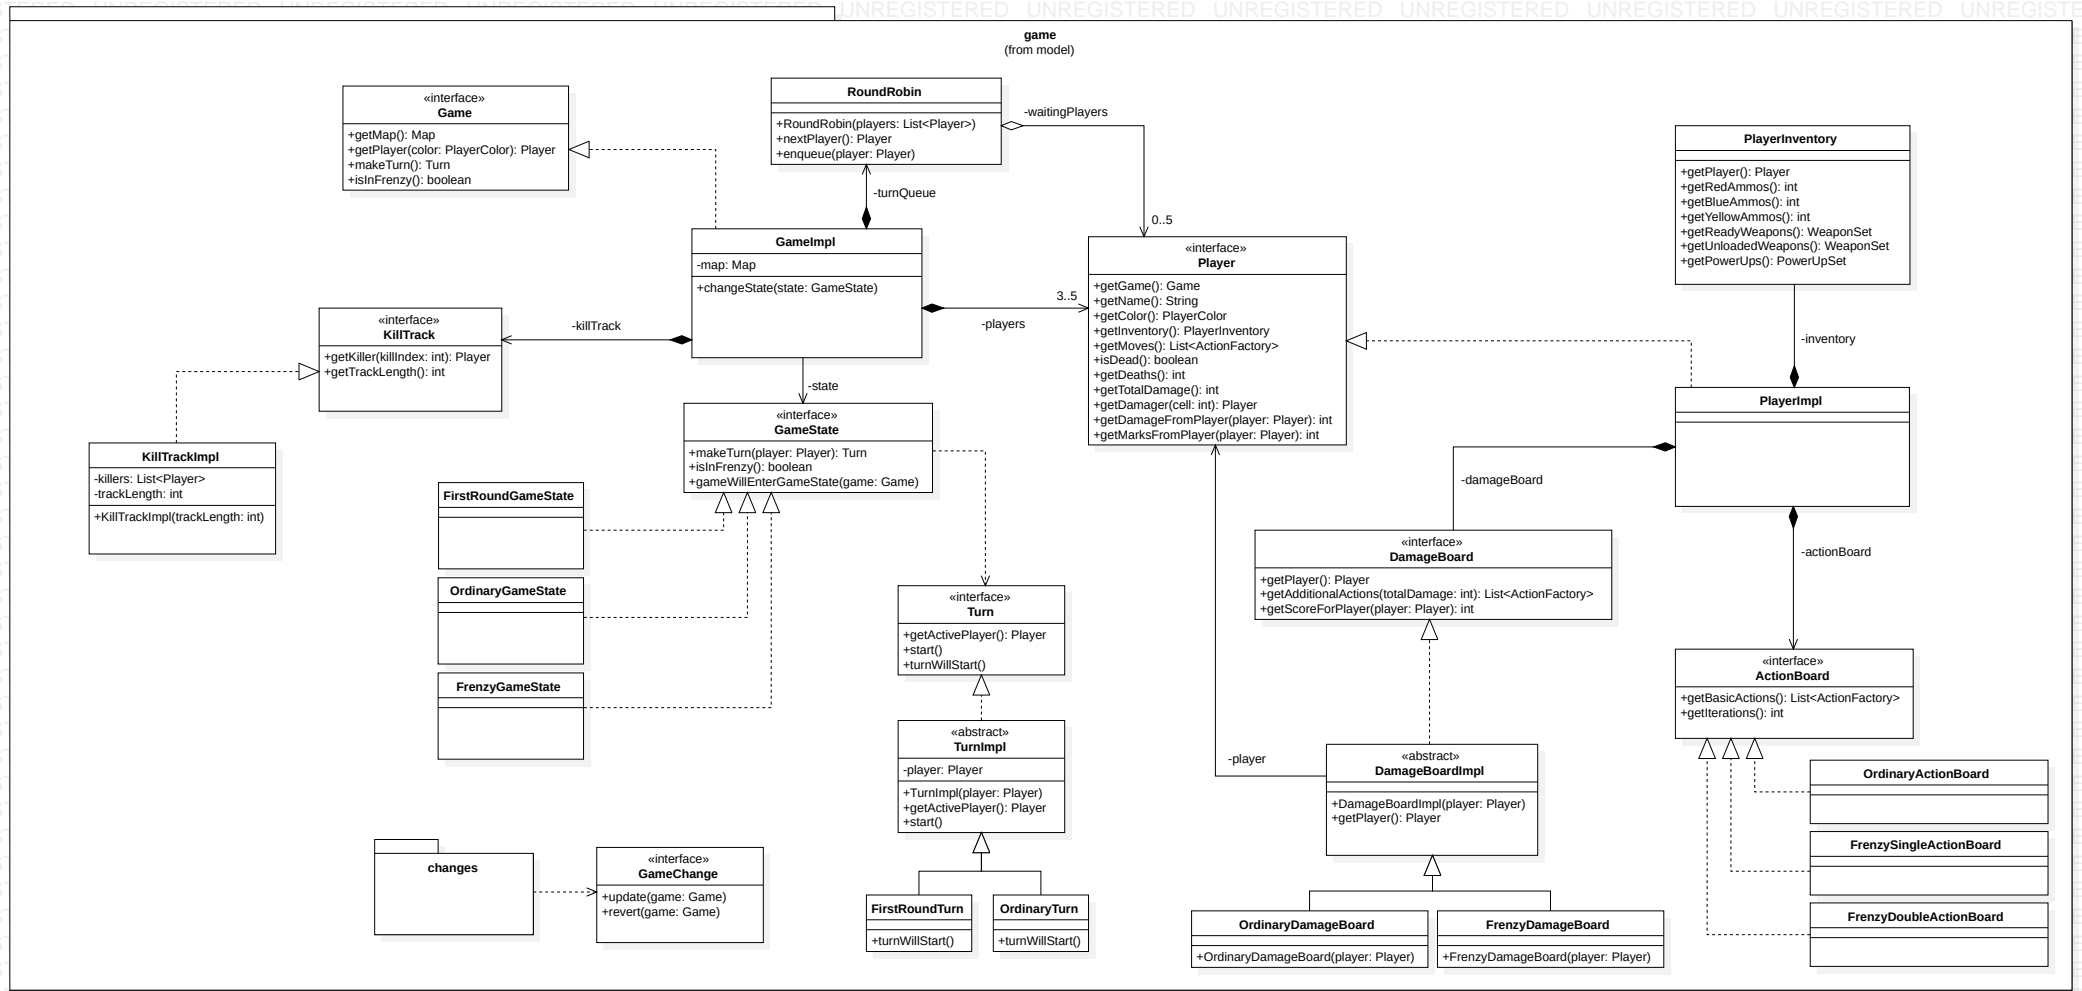 UNREGISTERED UNREGISTERED UNREGISTERED UNREGISTERED UNREGISTERED UNREGISTERED
game
(from model)
«interface»
Game
+getMap(): Map
+getPlayer(color: PlayerColor): Player
+makeTurn(): Turn
+isInFrenzy(): boolean
RoundRobin
+RoundRobin(players: List<Player>)
+nextPlayer(): Player
+enqueue(player: Player)
-waitingPlayers
0..5
-turnQueue
GameImpl
-map: Map
+changeState(state: GameState)
3..5
-players
-killTrack
-state
«interface»
KillTrack
+getKiller(killIndex: int): Player
+getTrackLength(): int
KillTrackImpl
-killers: List<Player>
-trackLength: int
+KillTrackImpl(trackLength: int)
«interface»
GameState
+makeTurn(player: Player): Turn
+isInFrenzy(): boolean
+gameWillEnterGameState(game: Game)
FirstRoundGameState
OrdinaryGameState
FrenzyGameState
«interface»
Turn
+getActivePlayer(): Player
+start()
+turnWillStart()
«abstract»
TurnImpl
-player: Player
+TurnImpl(player: Player)
+getActivePlayer(): Player
+start()
FirstRoundTurn
+turnWillStart()
OrdinaryTurn
+turnWillStart()
changes
«interface»
GameChange
+update(game: Game)
+revert(game: Game)
«interface»
Player
+getGame(): Game
+getName(): String
+getColor(): PlayerColor
+getInventory(): PlayerInventory
+getMoves(): List<ActionFactory>
+isDead(): boolean
+getDeaths(): int
+getTotalDamage(): int
+getDamager(cell: int): Player
+getDamageFromPlayer(player: Player): int
+getMarksFromPlayer(player: Player): int
PlayerInventory
+getPlayer(): Player
+getRedAmmos(): int
+getBlueAmmos(): int
+getYellowAmmos(): int
+getReadyWeapons(): WeaponSet
+getUnloadedWeapons(): WeaponSet
+getPowerUps(): PowerUpSet
-inventory
PlayerImpl
-damageBoard
-actionBoard
«interface»
DamageBoard
+getPlayer(): Player
+getAdditionalActions(totalDamage: int): List<ActionFactory>
+getScoreForPlayer(player: Player): int
-player
«abstract»
DamageBoardImpl
+DamageBoardImpl(player: Player)
+getPlayer(): Player
OrdinaryDamageBoard
+OrdinaryDamageBoard(player: Player)
FrenzyDamageBoard
+FrenzyDamageBoard(player: Player)
«interface»
ActionBoard
+getBasicActions(): List<ActionFactory>
+getIterations(): int
OrdinaryActionBoard
FrenzySingleActionBoard
FrenzyDoubleActionBoard